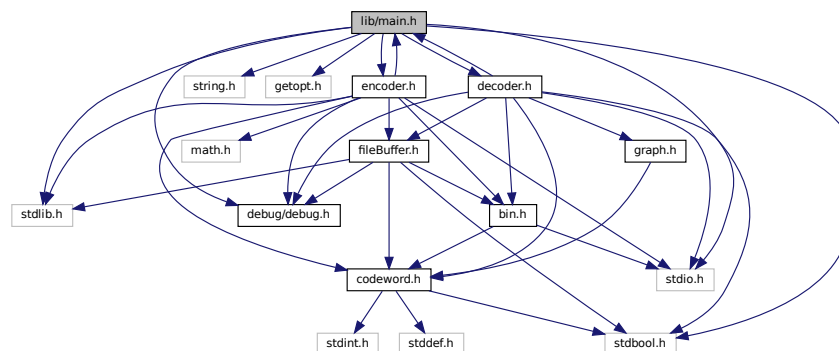 lib/main.h
string.h
getopt.h
encoder.h
decoder.h
math.h
fileBuffer.h
graph.h
stdlib.h
debug/debug.h
bin.h
codeword.h
stdio.h
stdint.h
stddef.h
stdbool.h